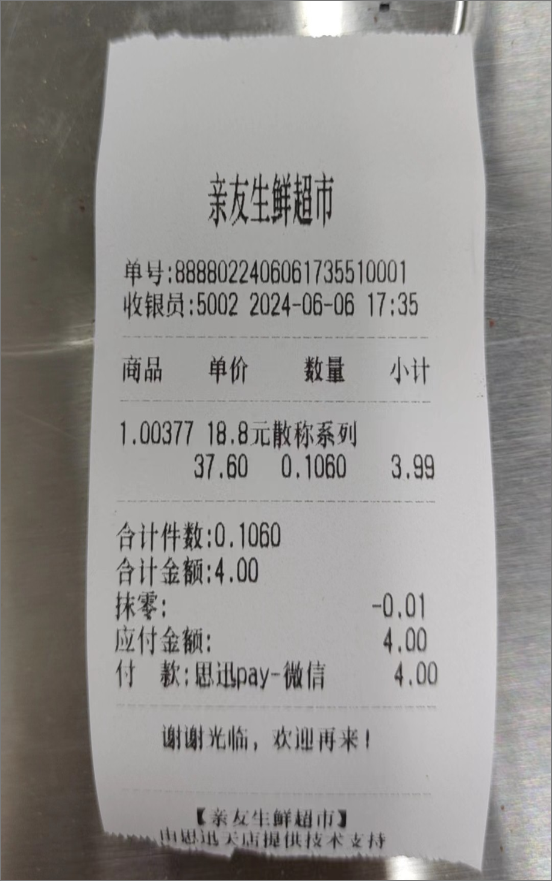 亲友生鲜超市
单号:8888022406061735510001
收银员:5002 2024-06-06 17:35
商品 单价 数量 小计
1.00377 18.8元散称系列
37.60 0.1060 3.99
合计件数:0.1060
合计金额:4.00
抹零: -0.01
应付金额: 4.00
付 款:思迅pay-微信 4.00
谢谢光临，欢迎再来！
【亲友生鲜超市】
由思迅天店提供技术支持